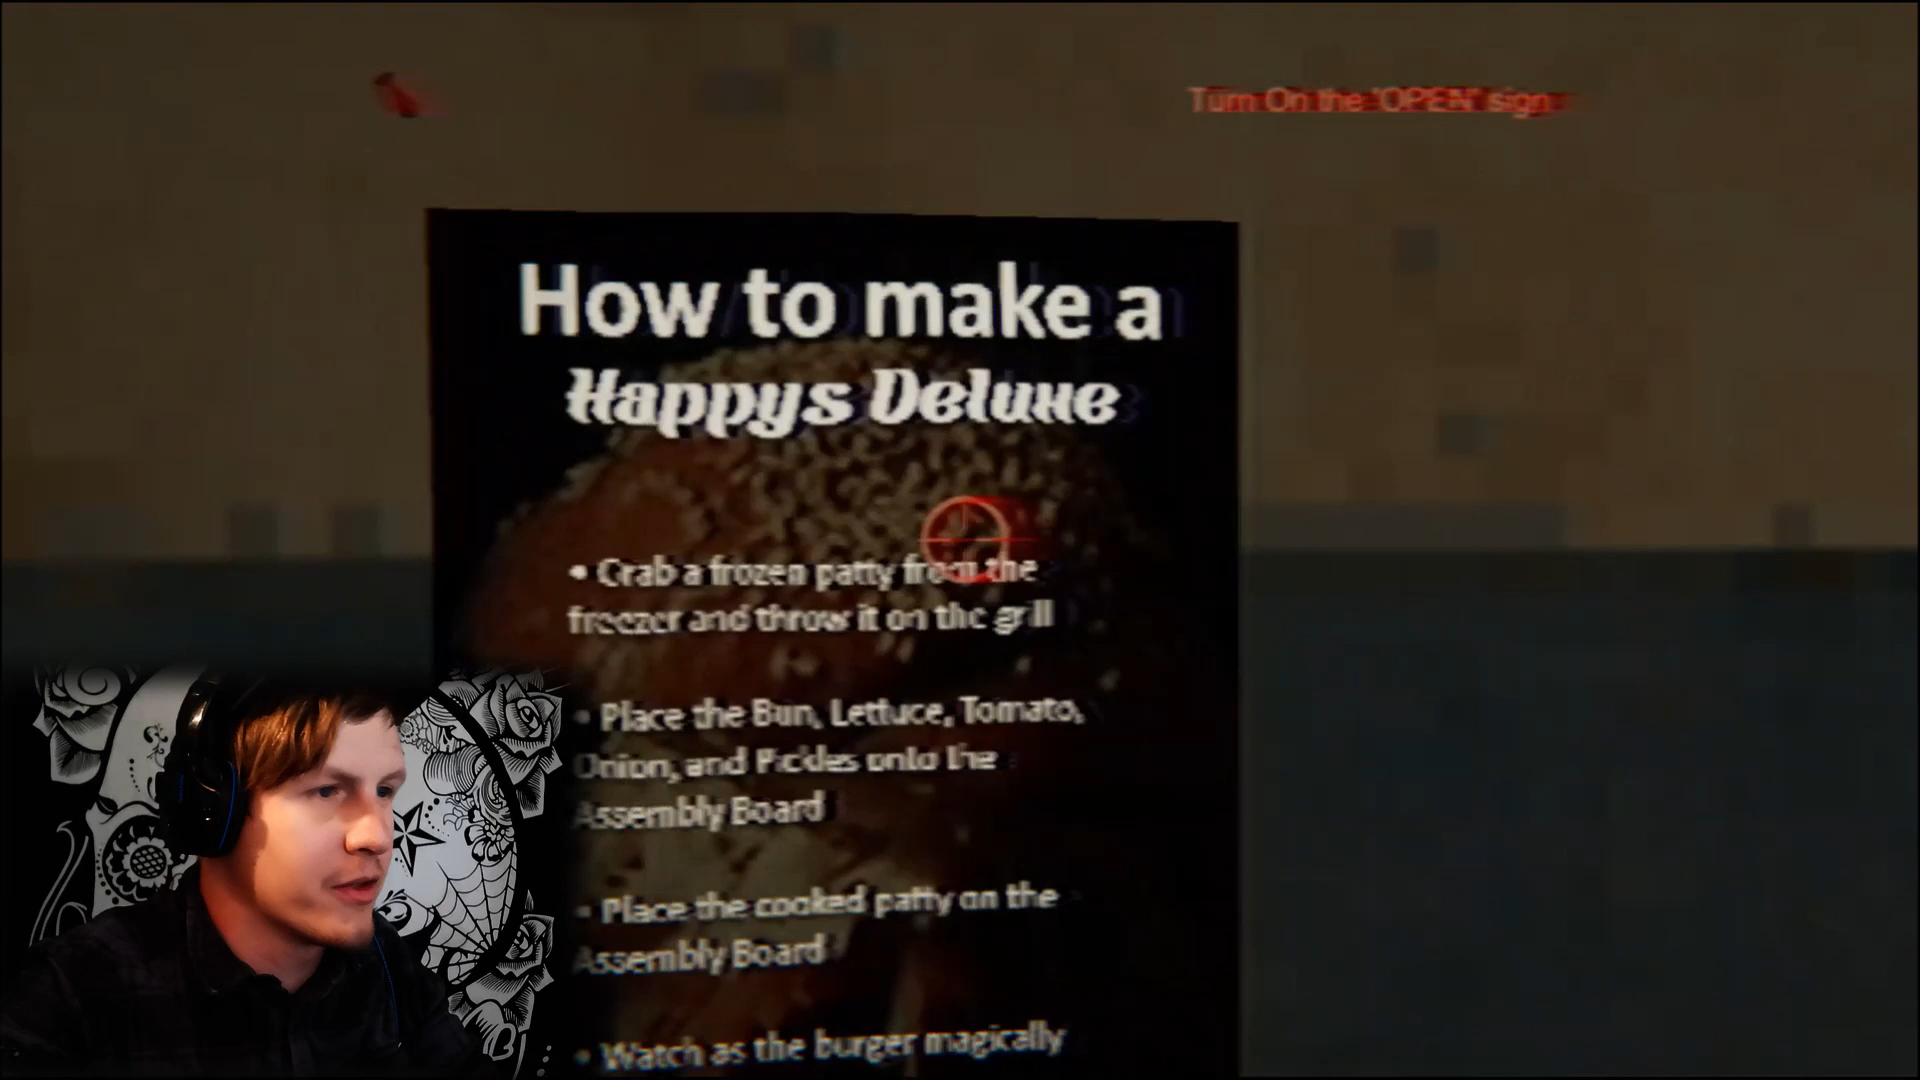 Turn On the 'OPEN' sign
How to make a
Happys Deluxe
• Crab a frozen patty from the
freezer and throw it on the grill
• Place the Bun, Lettuce, Tomato,
Onion, and Pickles onto the
Assembly Board
• Place the cooked patty on the
Assembly Board
• Watch as the burger magically